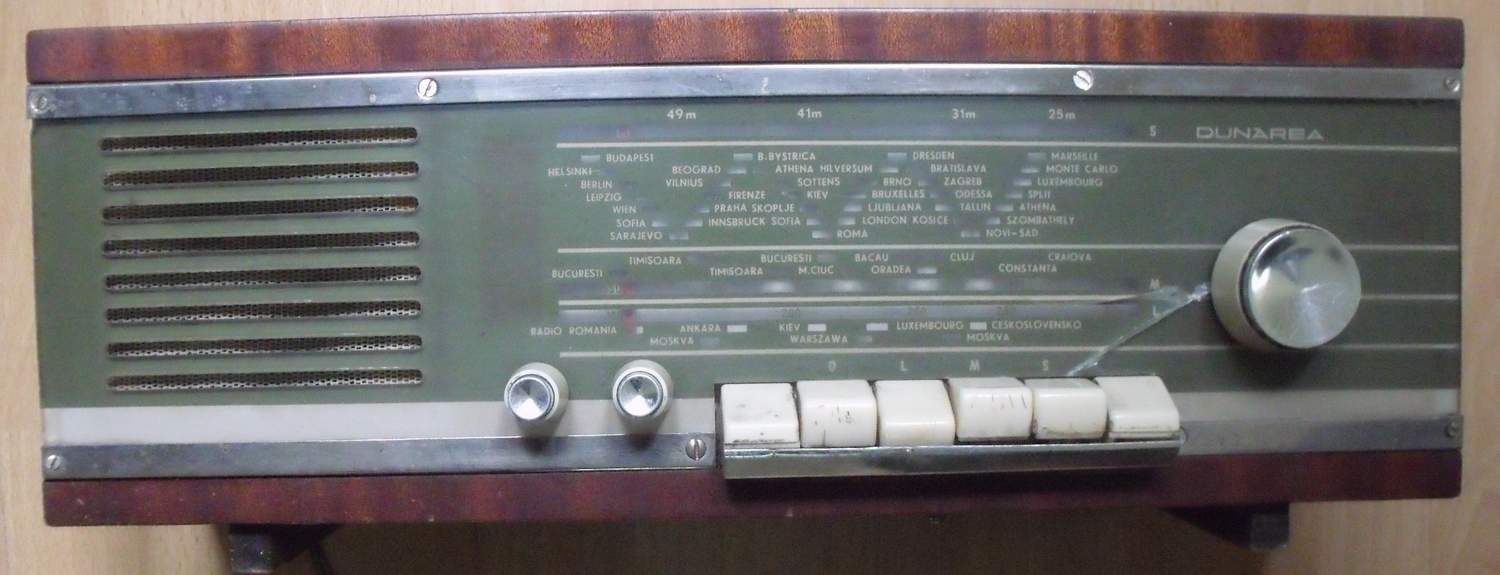 49m 41m 31m 25m S DUNAREA
BUDAPEST B.BYSTRICA DRESDEN MARSEILLE
HELSINKI BEOGRAD ATHENA HILVERSUM BRATISLAVA MONTE CARLO
BERLIN VILNIUS SOTTENS BRNO ZAGREB LUXEMBOURG
LEIPZIG FIRENZE KIEV BRUXELLES ODESSA SPLIT
WIEN PRAHA SKOPLJE LJUBLJANA TALLIN ATHENA
SOFIA INNSBRUCK SOFIA LONDON KOSICE SZOMBATHELY
SARAJEVO ROMA NOVI-SAD
TIMISOARA BUCURESTI BACAU CLUJ CRAIOVA
BUCURESTI TIMISOARA M.CIUC ORADEA CONSTANTA
M
L
RADIO ROMANIA ANKARA KIEV LUXEMBOURG CESKOSLOVENSKO
MOSKVA WARSZAWA MOSKVA
L M S